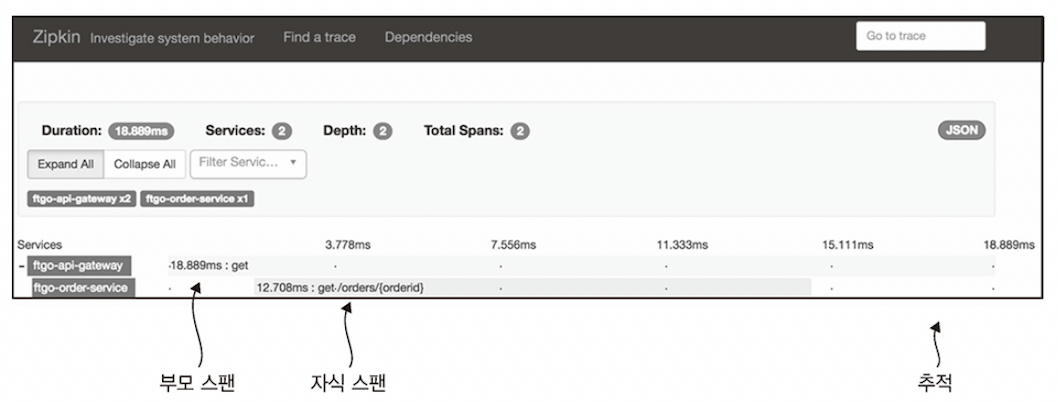 Zipkin Investigate system behavior Find a trace Dependencies Go to trace
Duration: 18.889ms Services: 2 Depth: 2 Total Spans: 2 JSON
Expand All Collapse All Filter Servic...
ftgo-api-gateway x2 ftgo-order-service x1
Services 3.778ms 7.556ms 11.333ms 15.111ms 18.889ms
- ftgo-api-gateway ·18.889ms : get
ftgo-order-service 12.708ms : get /orders/{orderid}
부모 스팬 자식 스팬 추적